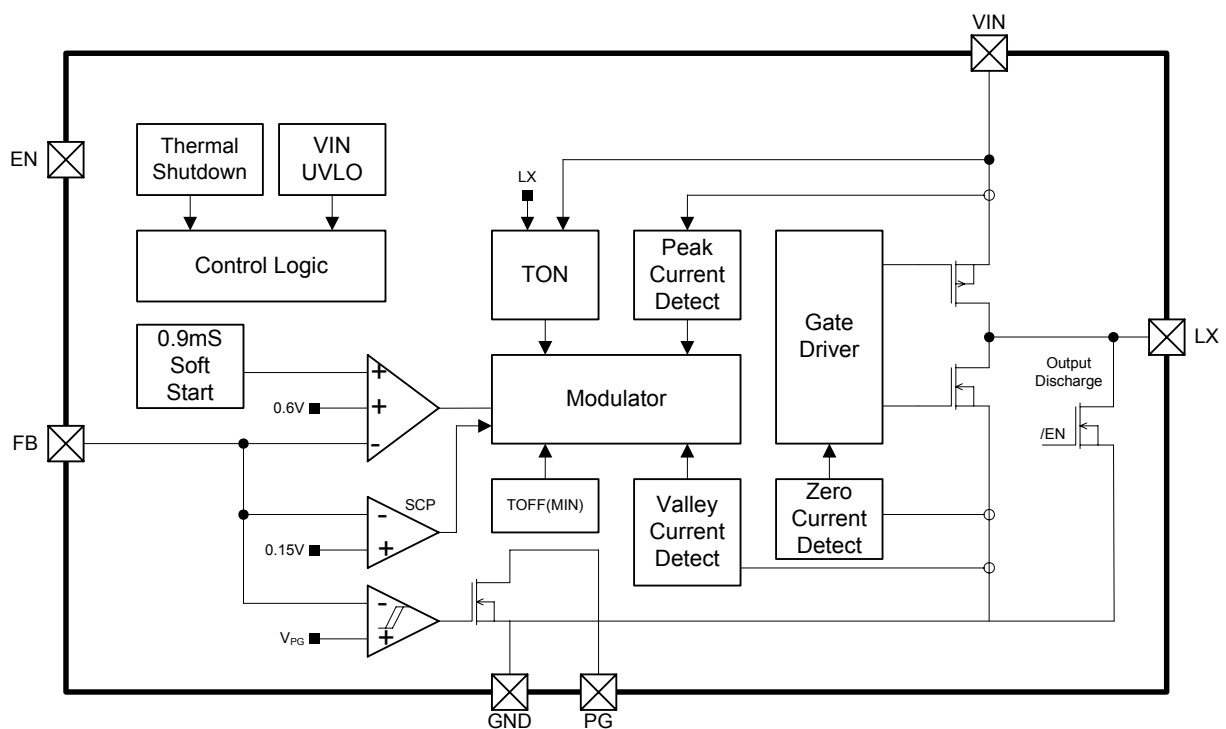 VIN
EN
Thermal
Shutdown
VIN
UVLO
Control Logic
LX
TON
Peak
Current
Detect
Gate
Driver
LX
Output
Discharge
/EN
0.9mS
Soft
Start
+
0.6V
+
-
Modulator
FB
SCP
-
0.15V
+
TOFF(MIN)
Valley
Current
Detect
Zero
Current
Detect
-
VPG
+
GND
PG